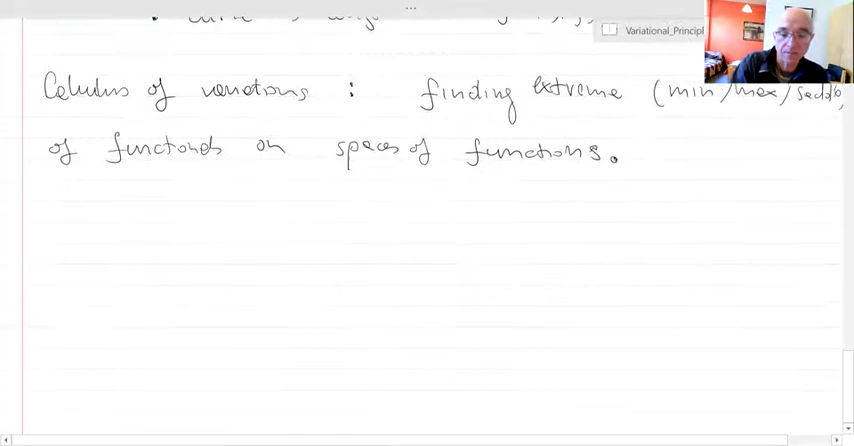 Variational_Principl
Calculus of variations : finding extreme (min/max/saddle)
of functionals on spaces of functions.